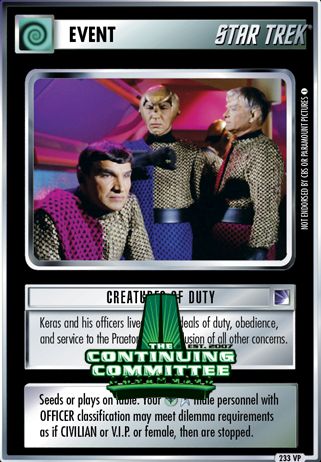 EVENT
STAR TREK
NOT ENDORSED BY CBS OR PARAMOUNT PICTURES
CREATURES OF DUTY
Keras and his officers live deals of duty, obedience,
and service to the Praetor usion of all other concerns.
THE
EST. 2007
CONTINUING
COMMITTEE
Seeds or plays on table. Your male personnel with
OFFICER classification may meet dilemma requirements
as if CIVILIAN or V.I.P. or female, then are stopped.
233 VP